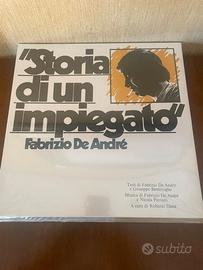 "Storia
di un
impiegato"
Fabrizio De André
Testi di Fabrizio De André
e Giuseppe Bentivoglio
Musica di Fabrizio De André
e Nicola Piovani
A cura di Roberto Dané
subito